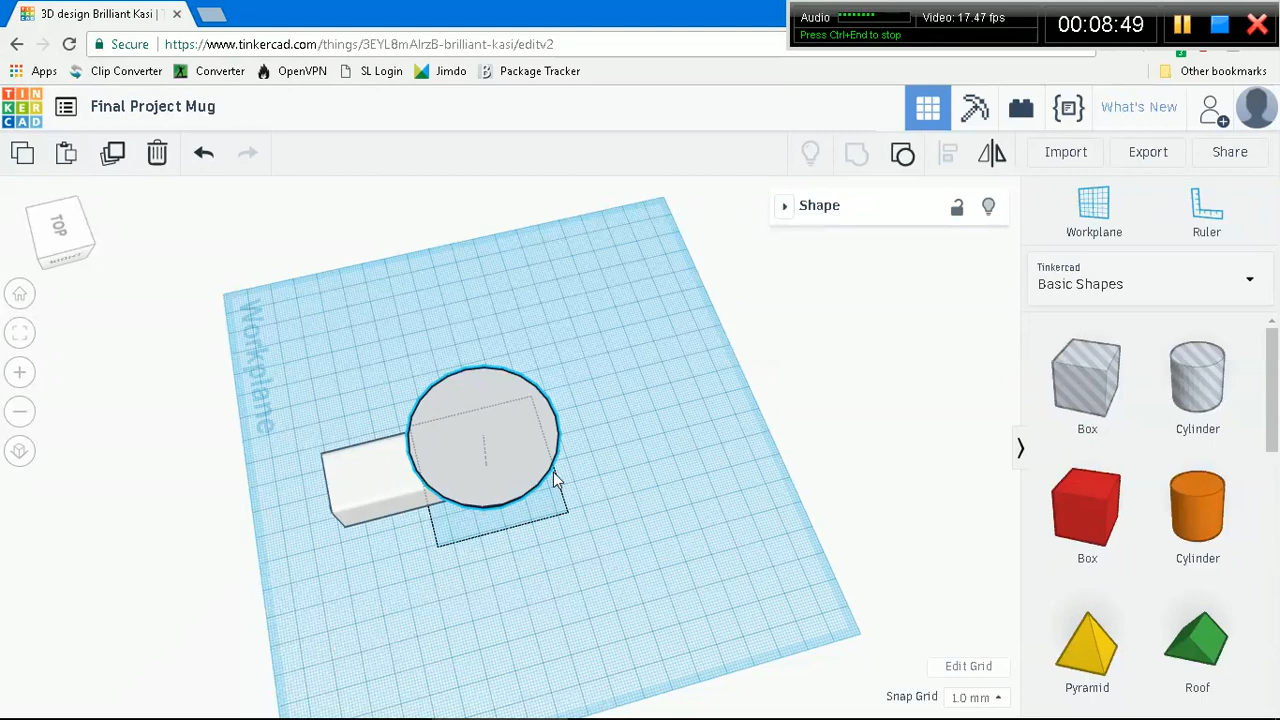 3D design Brilliant Kasi | T
Audio
Video: 17.47 fps
Press Ctrl+End to stop
00:08:49
Secure
https://www.tinkercad.com/things/3EYL8mAlrzB-brilliant-kasi/editv2
Apps
Clip Converter
Converter
OpenVPN
SL Login
Jimdo
Package Tracker
Other bookmarks
TIN
KER
CAD
Final Project Mug
What's New
Import
Export
Share
TOP
Shape
Workplane
Ruler
Tinkercad
Basic Shapes
Workplane
Box
Cylinder
Box
Cylinder
Pyramid
Roof
Edit Grid
Snap Grid
1.0 mm